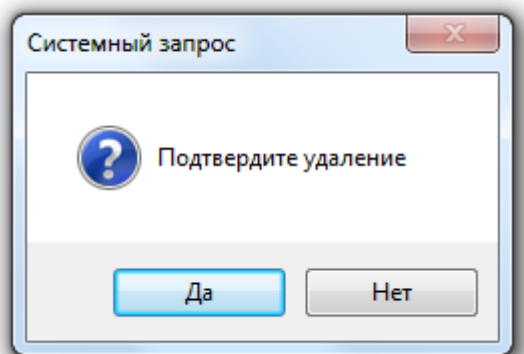 Системный запрос
Подтвердите удаление
Да
Нет